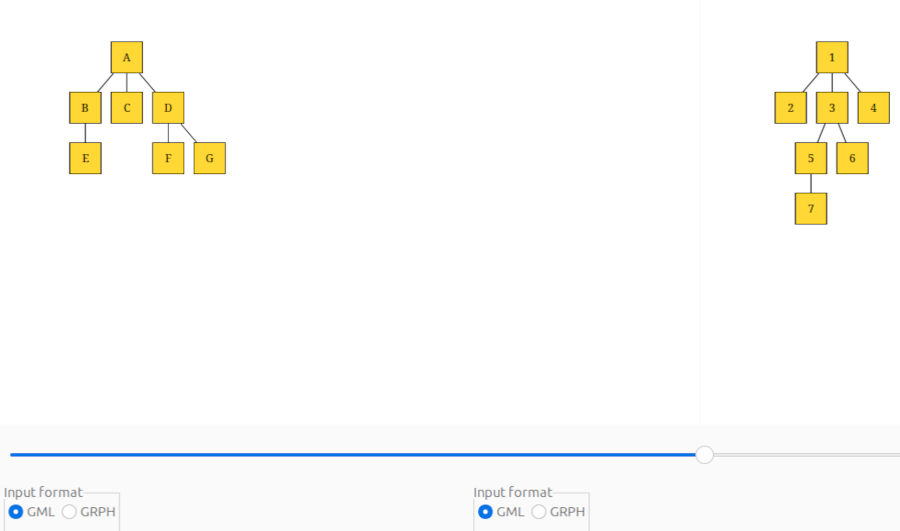 A
1
B C D
2 3 4
E F G
5 6
7
Input format
GML GRPH
Input format
GML GRPH